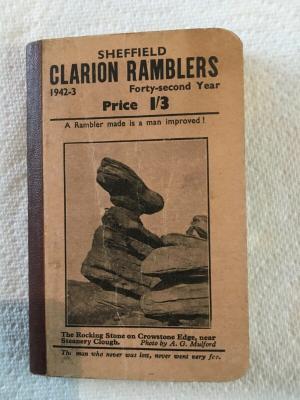 SHEFFIELD
CLARION RAMBLERS
1942-3 Forty-second Year
Price 1/3
A Rambler made is a man improved !
The Rocking Stone on Crowstone Edge, near
Steanery Clough. Photo by A. G. Mulford
The man who never was lost, never went very far.